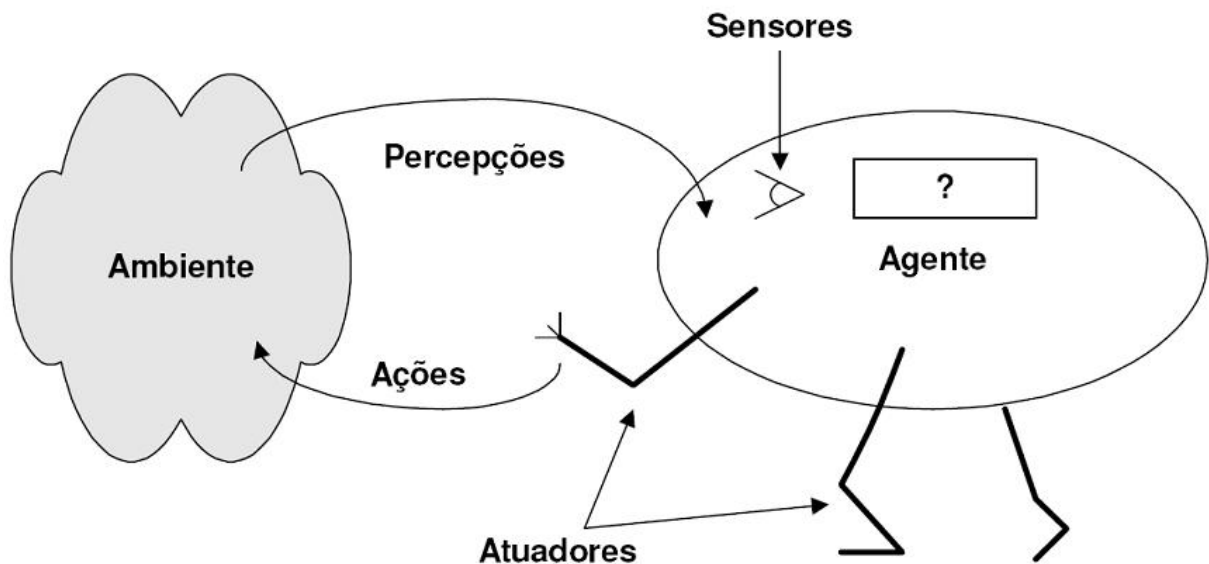 Sensores
Percepções
?
Ambiente
Agente
Ações
Atuadores